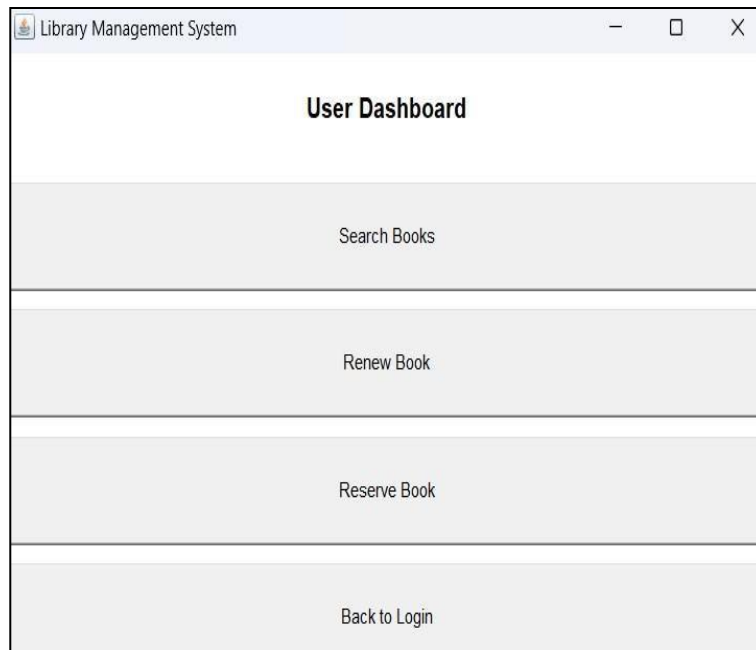 Library Management System
User Dashboard
Search Books
Renew Book
Reserve Book
Back to Login